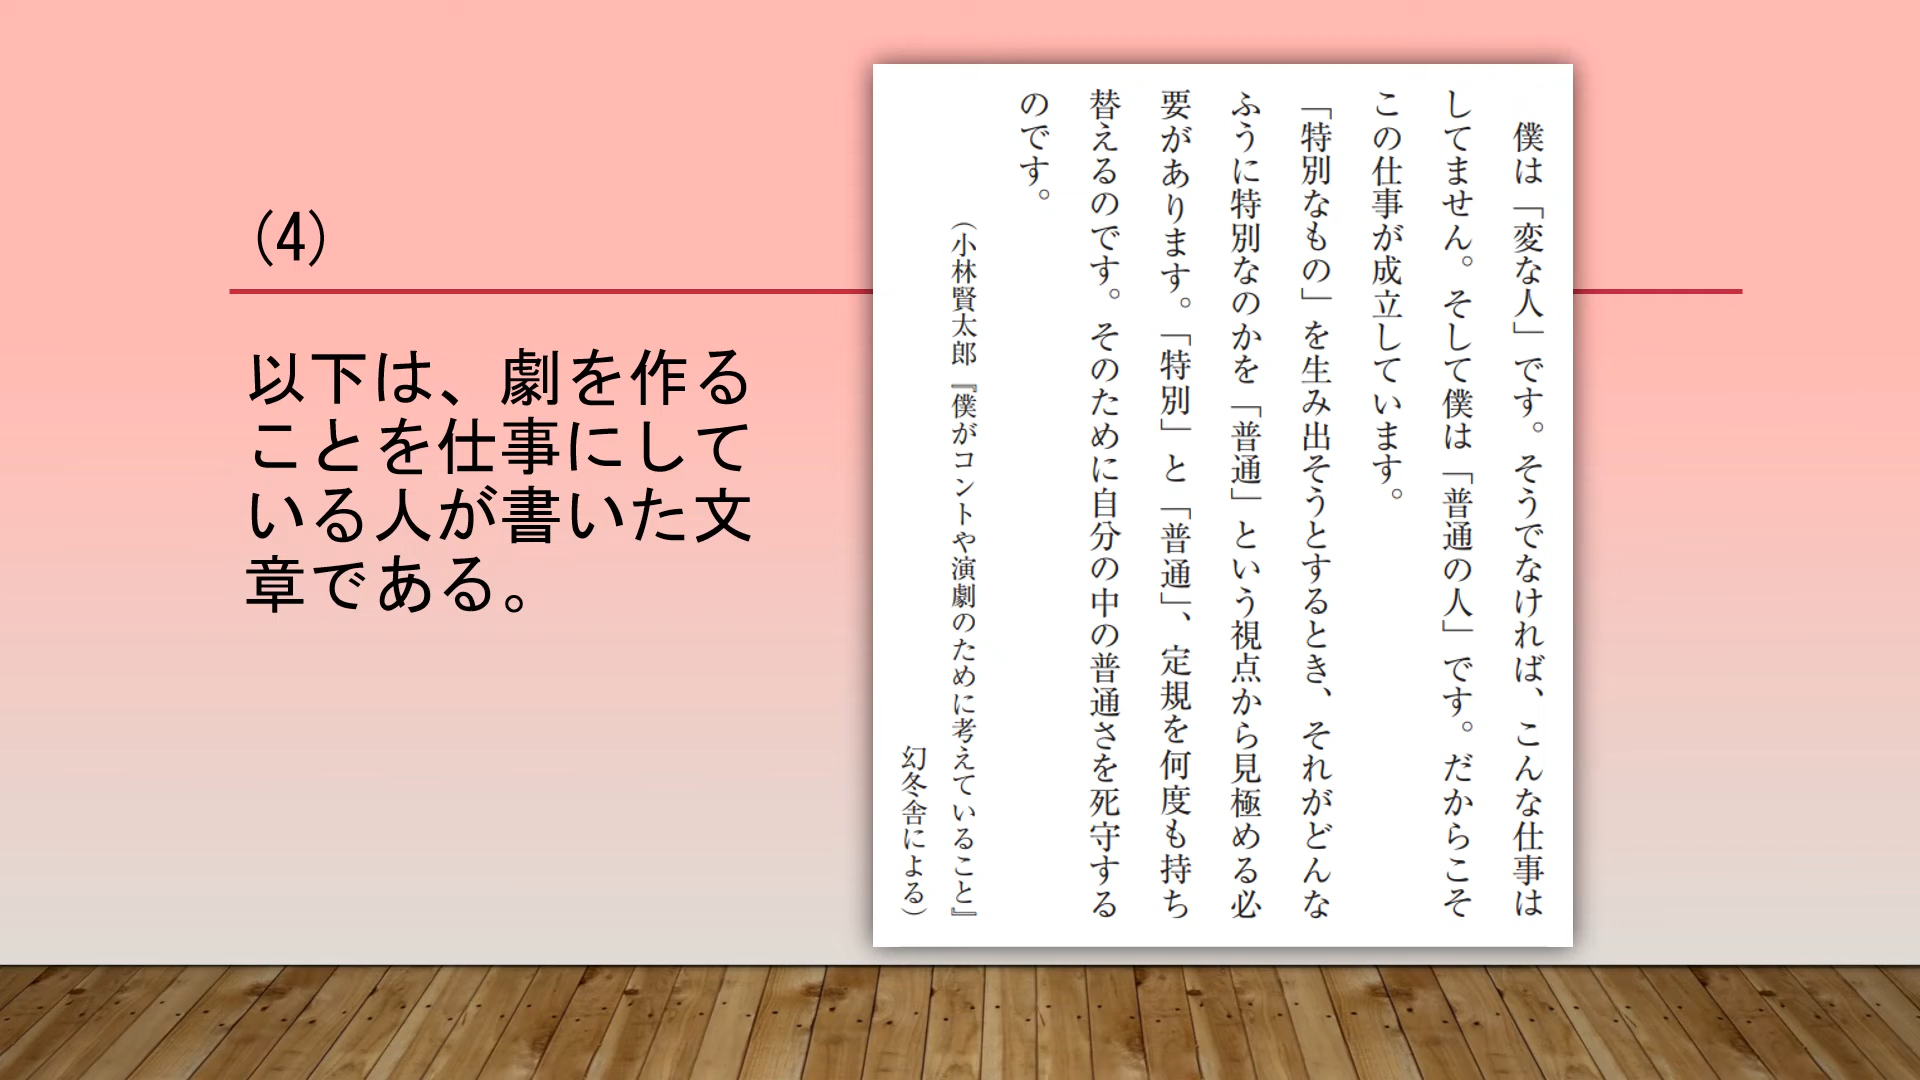 (4)
以下は、劇を作る
ことを仕事にして
いる人が書いた文
章である。
僕は「変な人」です。そうでなければ、こんな仕事は
してません。そして僕は「普通の人」です。だからこそ
この仕事が成立しています。
「特別なもの」を生み出そうとするとき、それがどんな
ふうに特別なのかを「普通」という視点から見極める必
要があります。「特別」と「普通」、定規を何度も持ち
替えるのです。そのために自分の中の普通さを死守する
のです。
（小林賢太郎『僕がコントや演劇のために考えていること』
幻冬舎による）